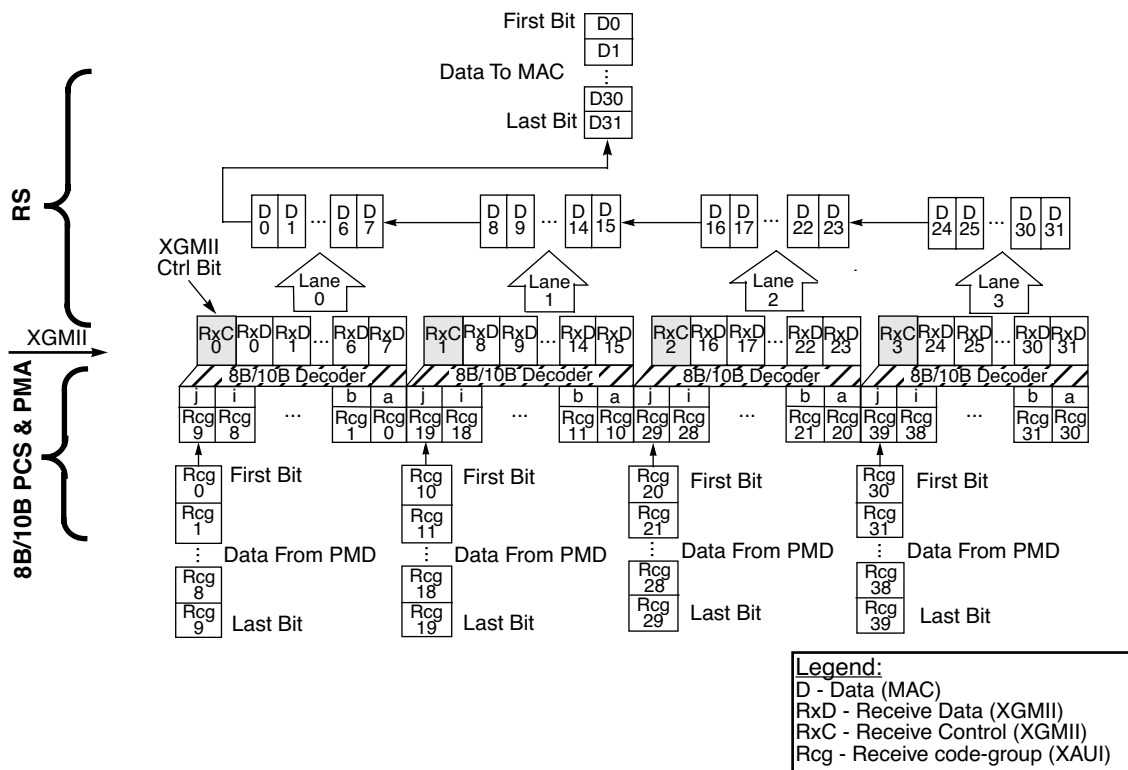 First Bit
D0
D1
Data To MAC
...
D30
Last Bit
D31
RS
D 0 D 1 ... D 6 D 7
D 8 D 9 ... D 14 D 15
D 16 D 17 ... D 22 D 23
D 24 D 25 ... D 30 D 31
XGMII
Ctrl Bit
Lane 0
Lane 1
Lane 2
Lane 3
XGMII
RxC 0 RxD 0 RxD 1 ... RxD 6 RxD 7
RxC 1 RxD 8 RxD 9 ... RxD 14 RxD 15
RxC 2 RxD 16 RxD 17 ... RxD 22 RxD 23
RxC 3 RxD 24 RxD 25 ... RxD 30 RxD 31
8B/10B Decoder
8B/10B Decoder
8B/10B Decoder
8B/10B Decoder
8B/10B PCS & PMA
j i b a
Rcg 9 Rcg 8 ... Rcg 1 Rcg 0
j i b a
Rcg 19 Rcg 18 ... Rcg 11 Rcg 10
j i b a
Rcg 29 Rcg 28 ... Rcg 21 Rcg 20
j i b a
Rcg 39 Rcg 38 ... Rcg 31 Rcg 30
Rcg 0 First Bit
Rcg 1
... Data From PMD
Rcg 8
Rcg 9 Last Bit
Rcg 10 First Bit
Rcg 11
... Data From PMD
Rcg 18
Rcg 19 Last Bit
Rcg 20 First Bit
Rcg 21
... Data From PMD
Rcg 28
Rcg 29 Last Bit
Rcg 30 First Bit
Rcg 31
... Data From PMD
Rcg 38
Rcg 39 Last Bit
Legend:
D - Data (MAC)
RxD - Receive Data (XGMII)
RxC - Receive Control (XGMII)
Rcg - Receive code-group (XAUI)